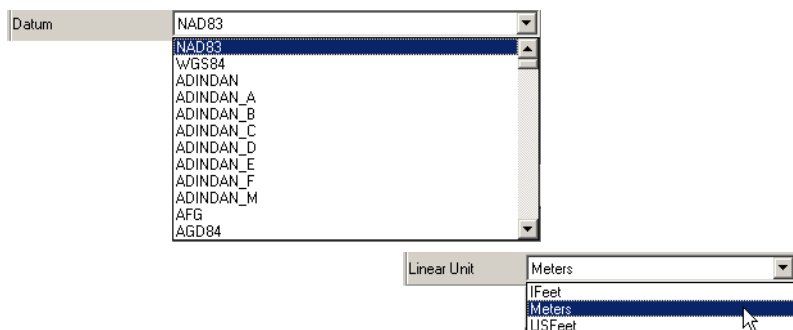 Datum NAD83
NAD83
WGS84
ADINDAN
ADINDAN_A
ADINDAN_B
ADINDAN_C
ADINDAN_D
ADINDAN_E
ADINDAN_F
ADINDAN_M
AFG
AGD84
Linear Unit Meters
IFeet
Meters
USFeet